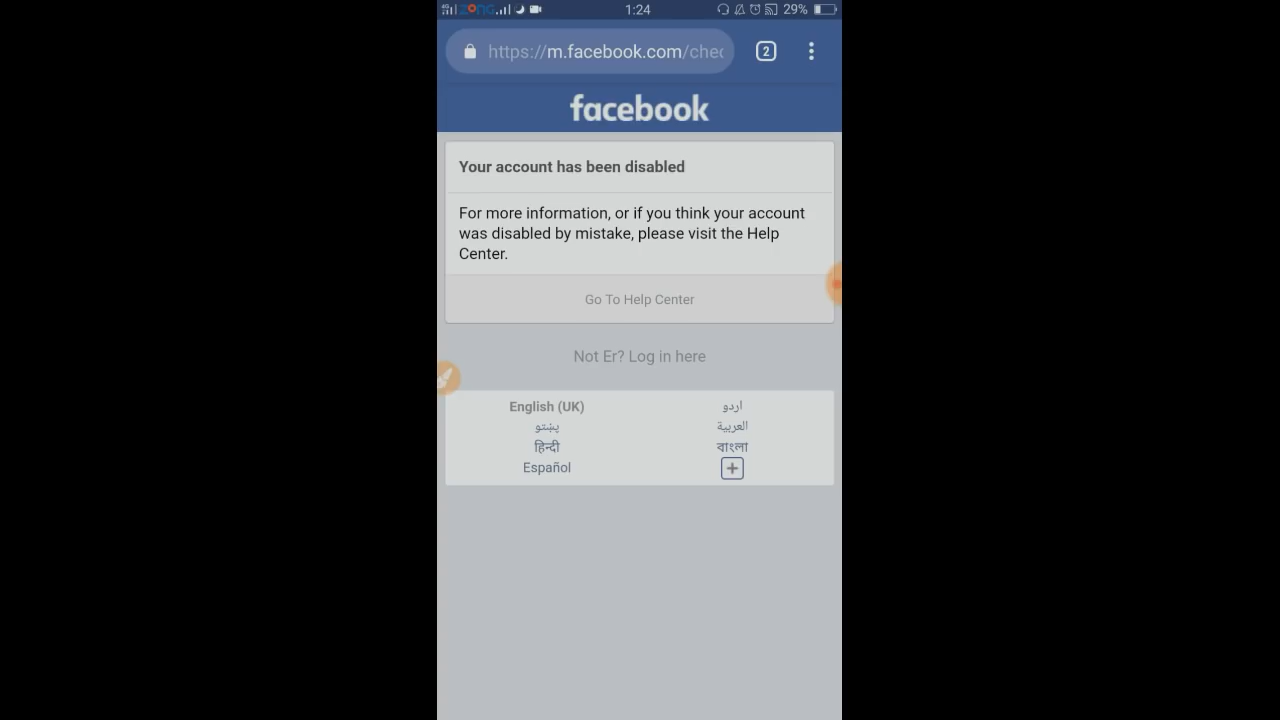 ZONG 1:24 29%
https://m.facebook.com/chec
2
facebook
Your account has been disabled
For more information, or if you think your account
was disabled by mistake, please visit the Help
Center.
Go To Help Center
Not Er? Log in here
English (UK) اردو
پښتو العربية
हिन्दी বাংলা
Español +